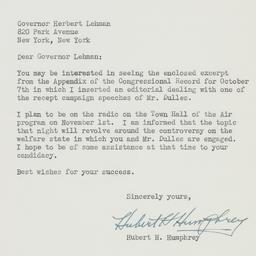 Governor Herbert Lehman
820 Park Avenue
New York, New York
Dear Governor Lehman:
You may be interested in seeing the enclosed excerpt
from the Appendix of the Congressional Record for October
7th in which I inserted an editorial dealing with one
of the recept campaign speeches of Mr. Dulles.
I plan to be on the radio on the Town Hall of the Air
program on November 1st. I am informed that the topic
that night will revolve around the controversy on the
welfare state in which you and Mr. Dulles are engaged.
I hope to be of some assistance at that time to your
candidacy.
Best wishes for your success.
Sincerely yours,
Hubert H Humphrey
Hubert H. Humphrey